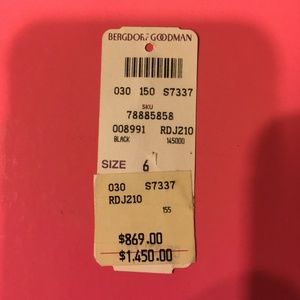 BERGDORF GOODMAN
030 150 S7337
SKU
78885858
008991 RDJ210
BLACK 145000
SIZE 6
030 S7337
RDJ210
155
$869.00
$1,450.00